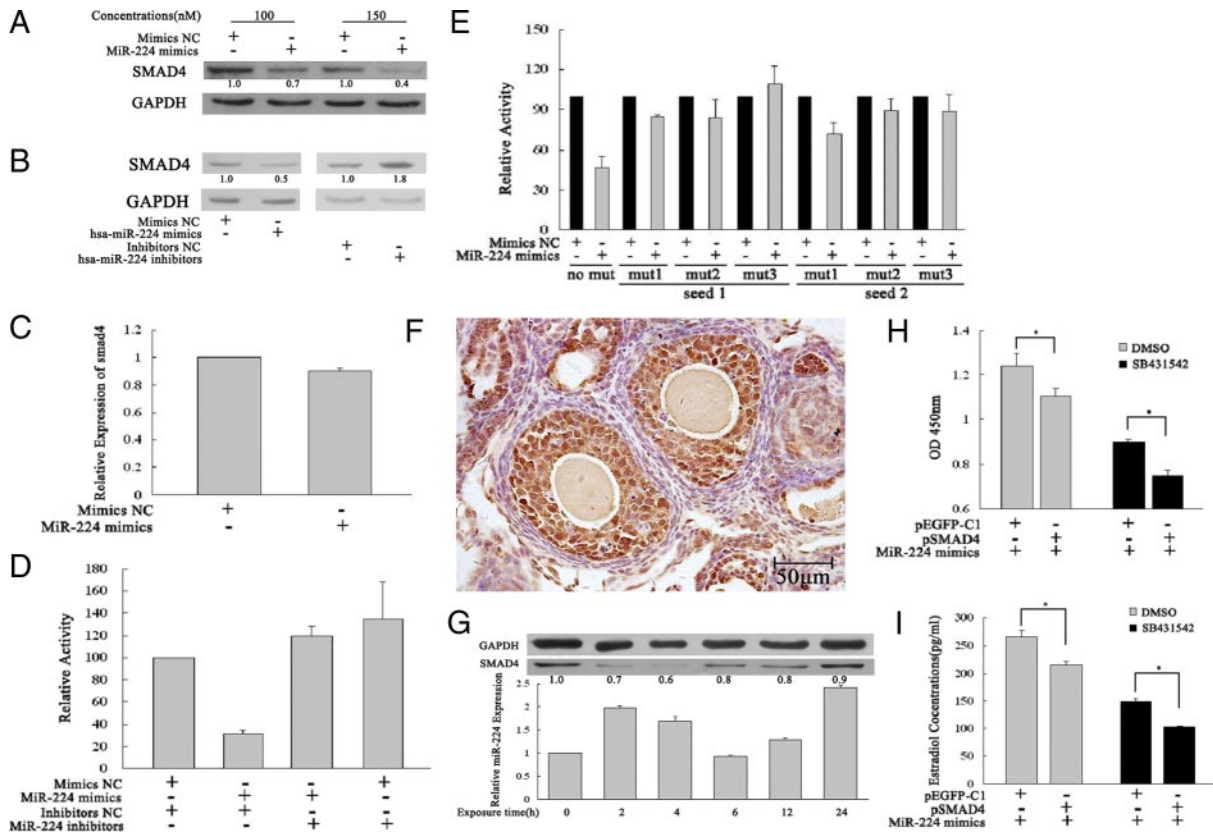 A
Concentrations(nM) 100 150
Mimics NC + - + -
MiR-224 mimics - + - +
SMAD4
1.0 0.7 1.0 0.4
GAPDH
B
SMAD4
1.0 0.5 1.0 1.8
GAPDH
Mimics NC + -
hsa-miR-224 mimics - +
Inhibitors NC + -
hsa-miR-224 inhibitors - +
C
Relative Expression of smad4
1.2
1
0.8
0.6
0.4
0.2
0
Mimics NC + -
MiR-224 mimics - +
D
Relative Activity
180
160
140
120
100
80
60
40
20
0
Mimics NC + - - +
MiR-224 mimics - + + -
Inhibitors NC + + - -
MiR-224 inhibitors - - + +
E
Relative Activity
150
120
90
60
30
0
Mimics NC + - + - + - + - + - + - + -
MiR-224 mimics - + - + - + - + - + - + - +
no mut mut1 mut2 mut3 mut1 mut2 mut3
seed 1 seed 2
F
50μm
G
GAPDH
SMAD4
1.0 0.7 0.6 0.8 0.8 0.9
Relative miR-224 Expression
2.5
2
1.5
1
0.5
0
Exposure time(h) 0 2 4 6 12 24
H
OD 450nm
1.4
1.2
1
0.8
0.6
DMSO
SB431542
* *
pEGFP-C1 + - + -
pSMAD4 - + - +
MiR-224 mimics + + + +
I
Estradiol Cocentrations(pg/ml)
300
250
200
150
100
50
0
DMSO
SB431542
* *
pEGFP-C1 + - + -
pSMAD4 - + - +
MiR-224 mimics + + + +